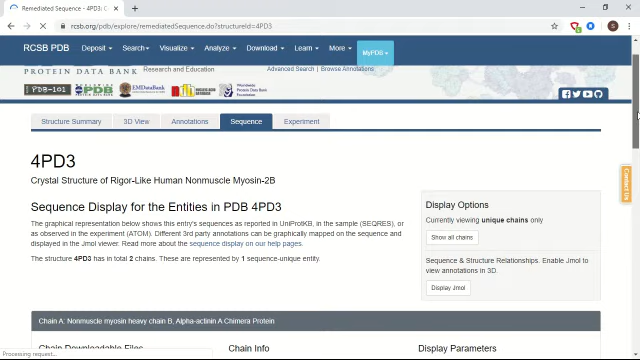 Remediated Sequence: 4PD3
rcsb.org/pdb/explore/remediatedSequence.do?structureId=4PD3
S
RCSB PDB Deposit Search Visualize Analyze Download Learn More MyPDB
PROTEIN DATA BANK Research and Education Advanced Search | Browse Annotations
PDB-101 PDB EMDataBank
Structure Summary 3D View Annotations Sequence Experiment
4PD3
Crystal Structure of Rigor-Like Human Nonmuscle Myosin-2B
Sequence Display for the Entities in PDB 4PD3
The graphical representation below shows this entry's sequences as reported in UniProtKB, in the sample (SEQRES), or
as observed in the experiment (ATOM). Different 3rd party annotations can be graphically mapped on the sequence and
displayed in the Jmol viewer. Read more about the sequence display on our help pages.
The structure 4PD3 has in total 2 chains. These are represented by 1 sequence-unique entity.
Display Options
Currently viewing unique chains only
Show all chains
Sequence & Structure Relationships. Enable Jmol to
view annotations in 3D.
Display Jmol
Contact Us
Chain A: Nonmuscle myosin heavy chain B, Alpha-actinin A Chimera Protein
Chain Downloadable Files Chain Info Display Parameters
Processing request...